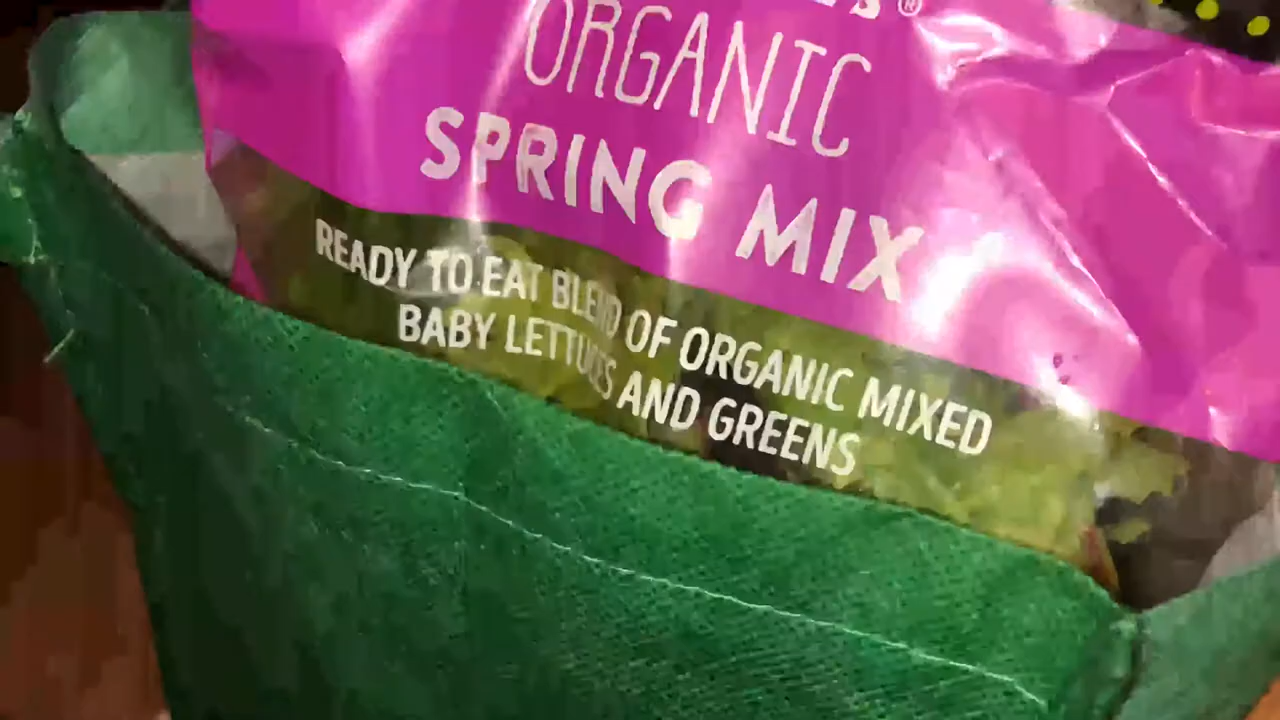 ORGANIC
SPRING MIX
READY TO EAT BLEND OF ORGANIC MIXED
BABY LETTUCES AND GREENS